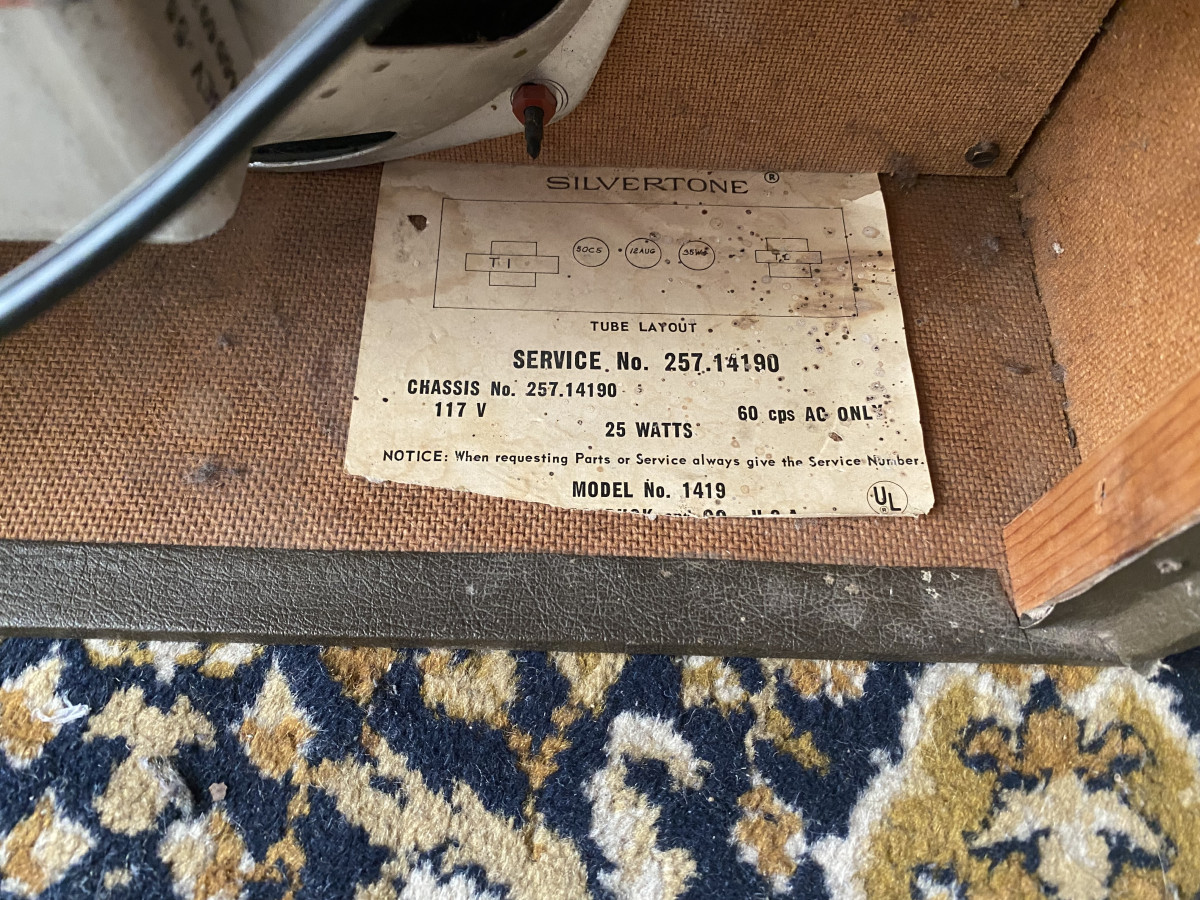 SILVERTONE ®
T1 50C5 12AU6 35W4
TUBE LAYOUT
SERVICE No. 257.14190
CHASSIS No. 257.14190
117 V 60 cps AC ONLY
25 WATTS
NOTICE: When requesting Parts or Service always give the Service Number.
MODEL No. 1419
UL